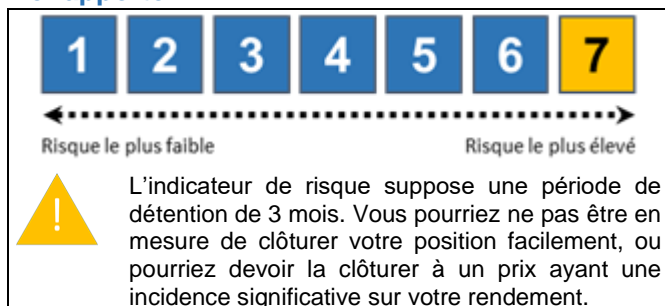 1 2 3 4 5 6 7
Risque le plus faible Risque le plus élevé
!
L'indicateur de risque suppose une période de
détention de 3 mois. Vous pourriez ne pas être en
mesure de clôturer votre position facilement, ou
pourriez devoir la clôturer à un prix ayant une
incidence significative sur votre rendement.